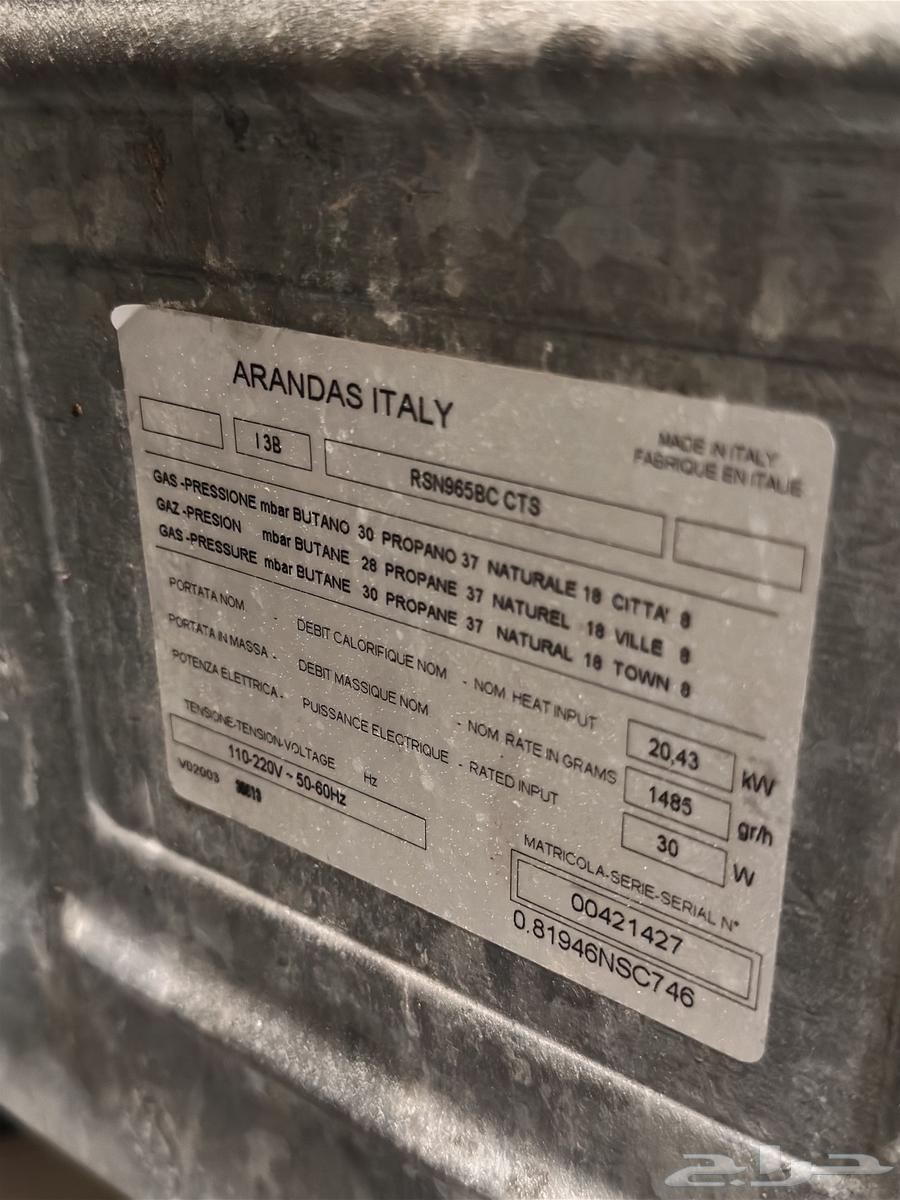 ARANDAS ITALY
MADE IN ITALY
FABRIQUE EN ITALIE
I 3B
RSN965BC CTS
GAS -PRESSIONE mbar BUTANO 30 PROPANO 37 NATURALE 18 CITTA' 8
GAZ -PRESION mbar BUTANE 28 PROPANE 37 NATUREL 18 VILLE 8
GAS -PRESSURE mbar BUTANE 30 PROPANE 37 NATURAL 18 TOWN 8
PORTATA NOM - DEBIT CALORIFIQUE NOM - NOM HEAT INPUT 20,43 kW
PORTATA IN MASSA - DEBIT MASSIQUE NOM - NOM RATE IN GRAMS 1485 gr/h
POTENZA ELETTRICA - PUISSANCE ELECTRIQUE - RATED INPUT 30 W
TENSIONE-TENSION-VOLTAGE Hz
110-220V ~ 50-60Hz
V02003
MATRICOLA-SERIE-SERIAL N°
00421427
0.81946NSC746
حراج